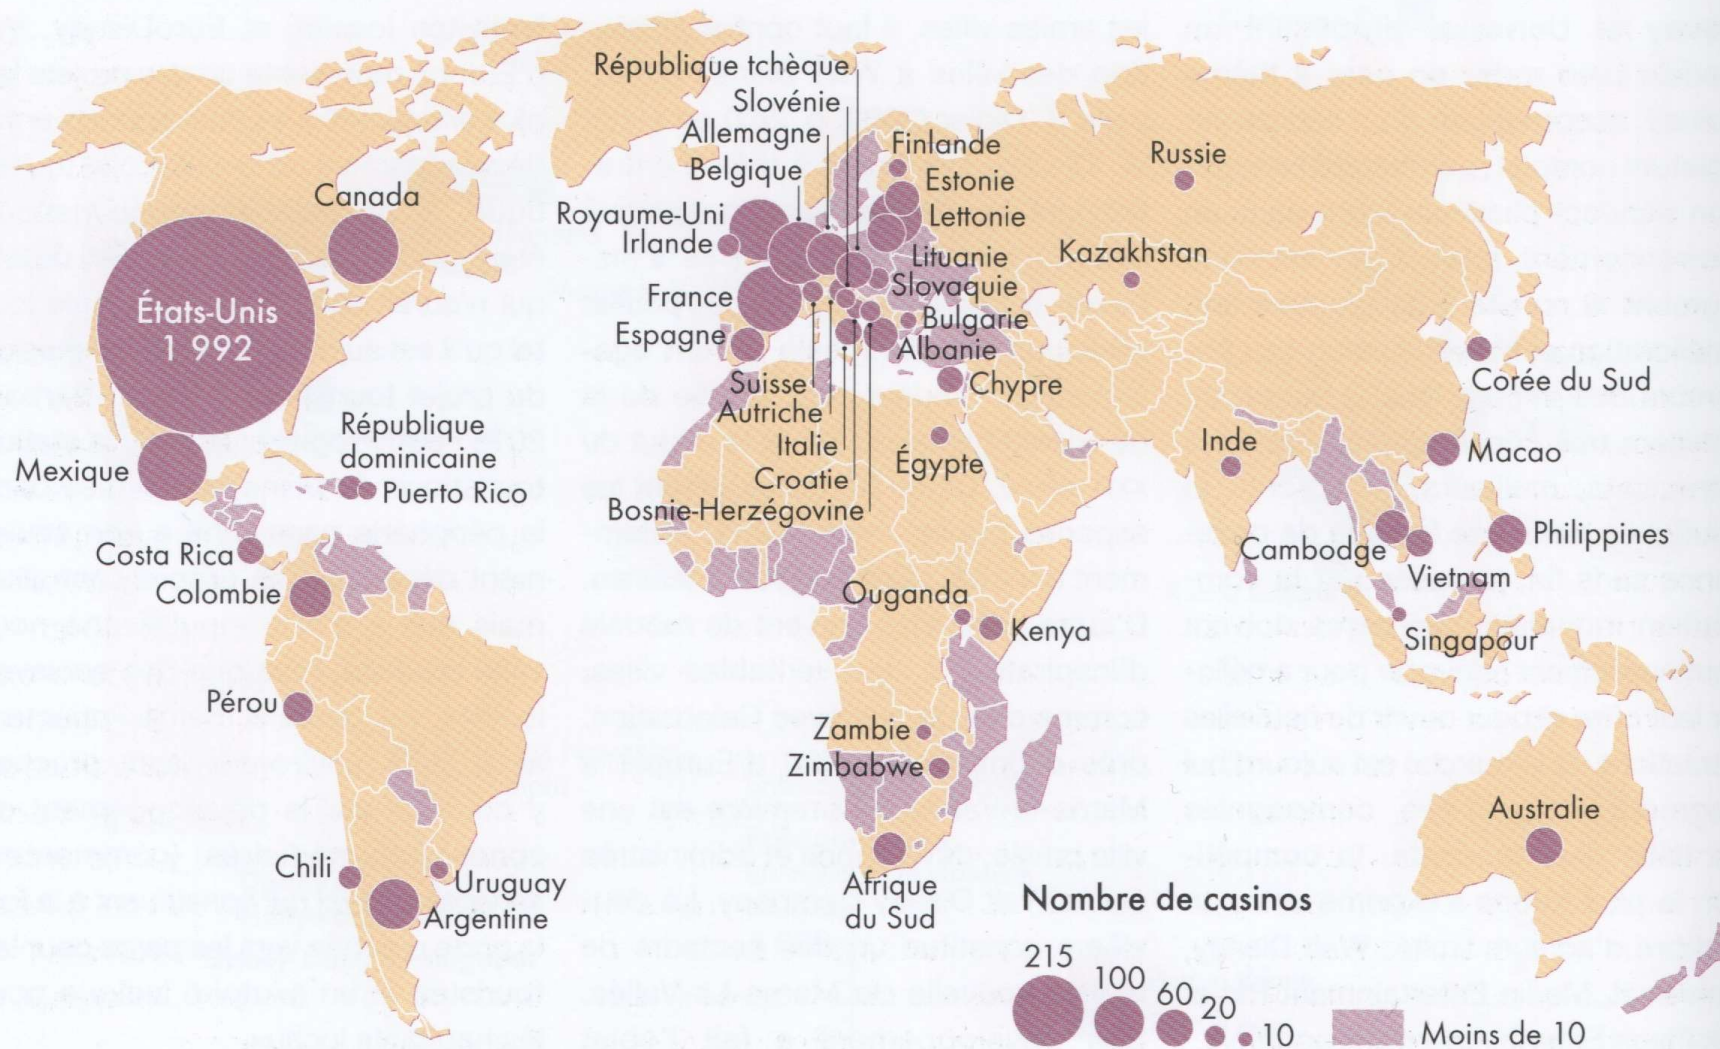 République tchèque
Slovénie
Allemagne
Belgique
Finlande
Estonie
Lettonie
Royaume-Uni
Irlande
Lituanie
Slovaquie
France
Espagne
Bulgarie
Albanie
Suisse
Autriche
Italie
Croatie
Bosnie-Herzégovine
Chypre
Égypte
Russie
Kazakhstan
Corée du Sud
Inde
Macao
Cambodge
Philippines
Vietnam
Singapour
Canada
États-Unis
1 992
Mexique
République
dominicaine
Puerto Rico
Costa Rica
Colombie
Pérou
Chili
Uruguay
Argentine
Ouganda
Kenya
Zambie
Zimbabwe
Afrique
du Sud
Australie
Nombre de casinos
215
100
60
20
10
Moins de 10